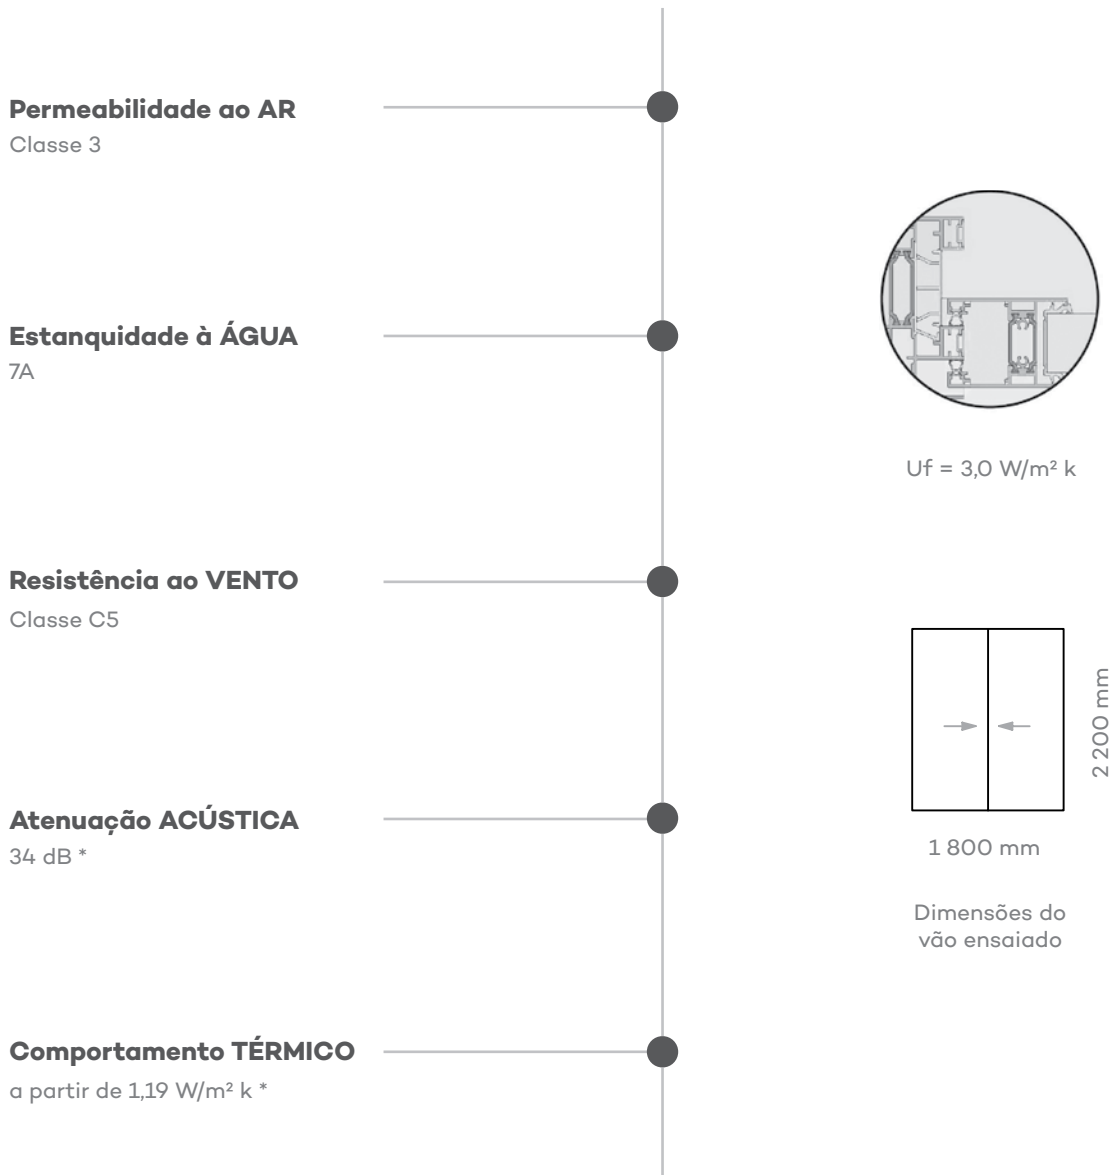 Permeabilidade ao AR
Classe 3
Estanquidade à ÁGUA
7A
Resistência ao VENTO
Classe C5
Atenuação ACÚSTICA
34 dB *
Comportamento TÉRMICO
a partir de 1,19 W/m² k *
Uf = 3,0 W/m² k
2 200 mm
1 800 mm
Dimensões do
vão ensaiado